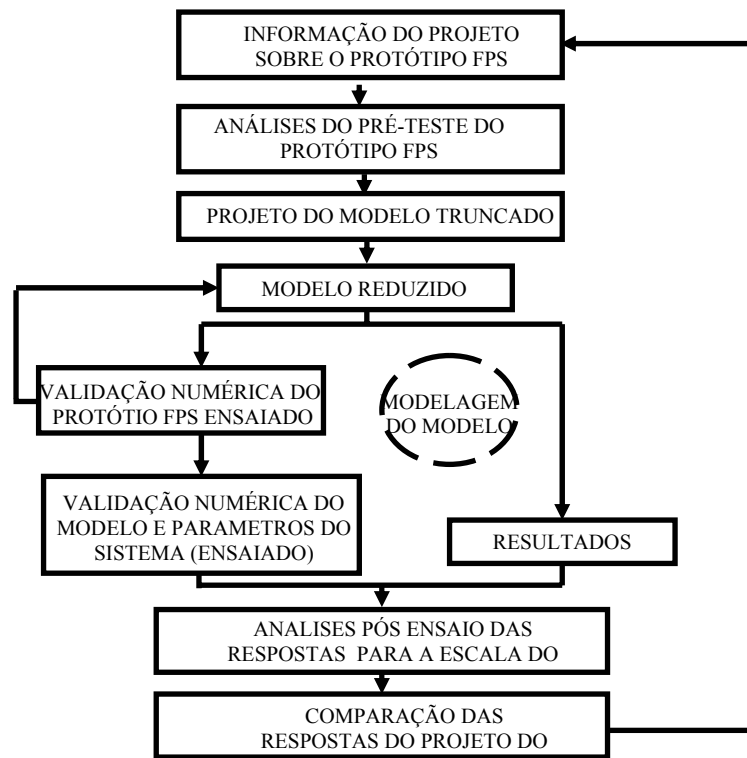 INFORMAÇÃO DO PROJETO
SOBRE O PROTÓTIPO FPS
ANÁLISES DO PRÉ-TESTE DO
PROTÓTIPO FPS
PROJETO DO MODELO TRUNCADO
MODELO REDUZIDO
VALIDAÇÃO NUMÉRICA DO
PROTÓTIO FPS ENSAIADO
MODELAGEM
DO MODELO
VALIDAÇÃO NUMÉRICA DO
MODELO E PARAMETROS DO
SISTEMA (ENSAIADO)
RESULTADOS
ANALISES PÓS ENSAIO DAS
RESPOSTAS PARA A ESCALA DO
COMPARAÇÃO DAS
RESPOSTAS DO PROJETO DO